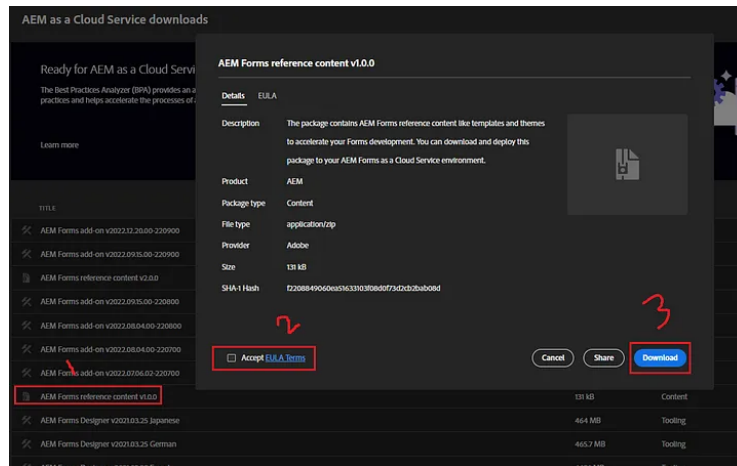 AEM as a Cloud Service downloads
Ready for AEM as a Cloud Servi
The Best Practices Analyzer (BPA) provides an a
practices and helps accelerate the processes of
Learn more
TITLE
AEM Forms add-on v2022.12.20.00-220900
AEM Forms add-on v2022.09.15.00-220900
AEM Forms reference content v2.0.0
AEM Forms add-on v2022.09.15.00-220800
AEM Forms add-on v2022.08.04.00-220800
AEM Forms add-on v2022.08.04.00-220700
1
AEM Forms add-on v2022.07.06.02-220700
AEM Forms reference content v1.0.0
131 kB
Content
AEM Forms Designer v2021.03.25 Japanese
464 MB
Tooling
AEM Forms Designer v2021.03.25 German
465.7 MB
Tooling
AEM Forms reference content v1.0.0
Details EULA
Description
The package contains AEM Forms reference content like templates and themes
to accelerate your Forms development. You can download and deploy this
package to your AEM Forms as a Cloud Service environment.
Product AEM
Package type Content
File type application/zip
Provider Adobe
Size 131 kB
SHA-1 Hash f2208849060ea51633103f08d0f73d2cb2bab08d
2
Accept EULA Terms
3
Cancel Share Download